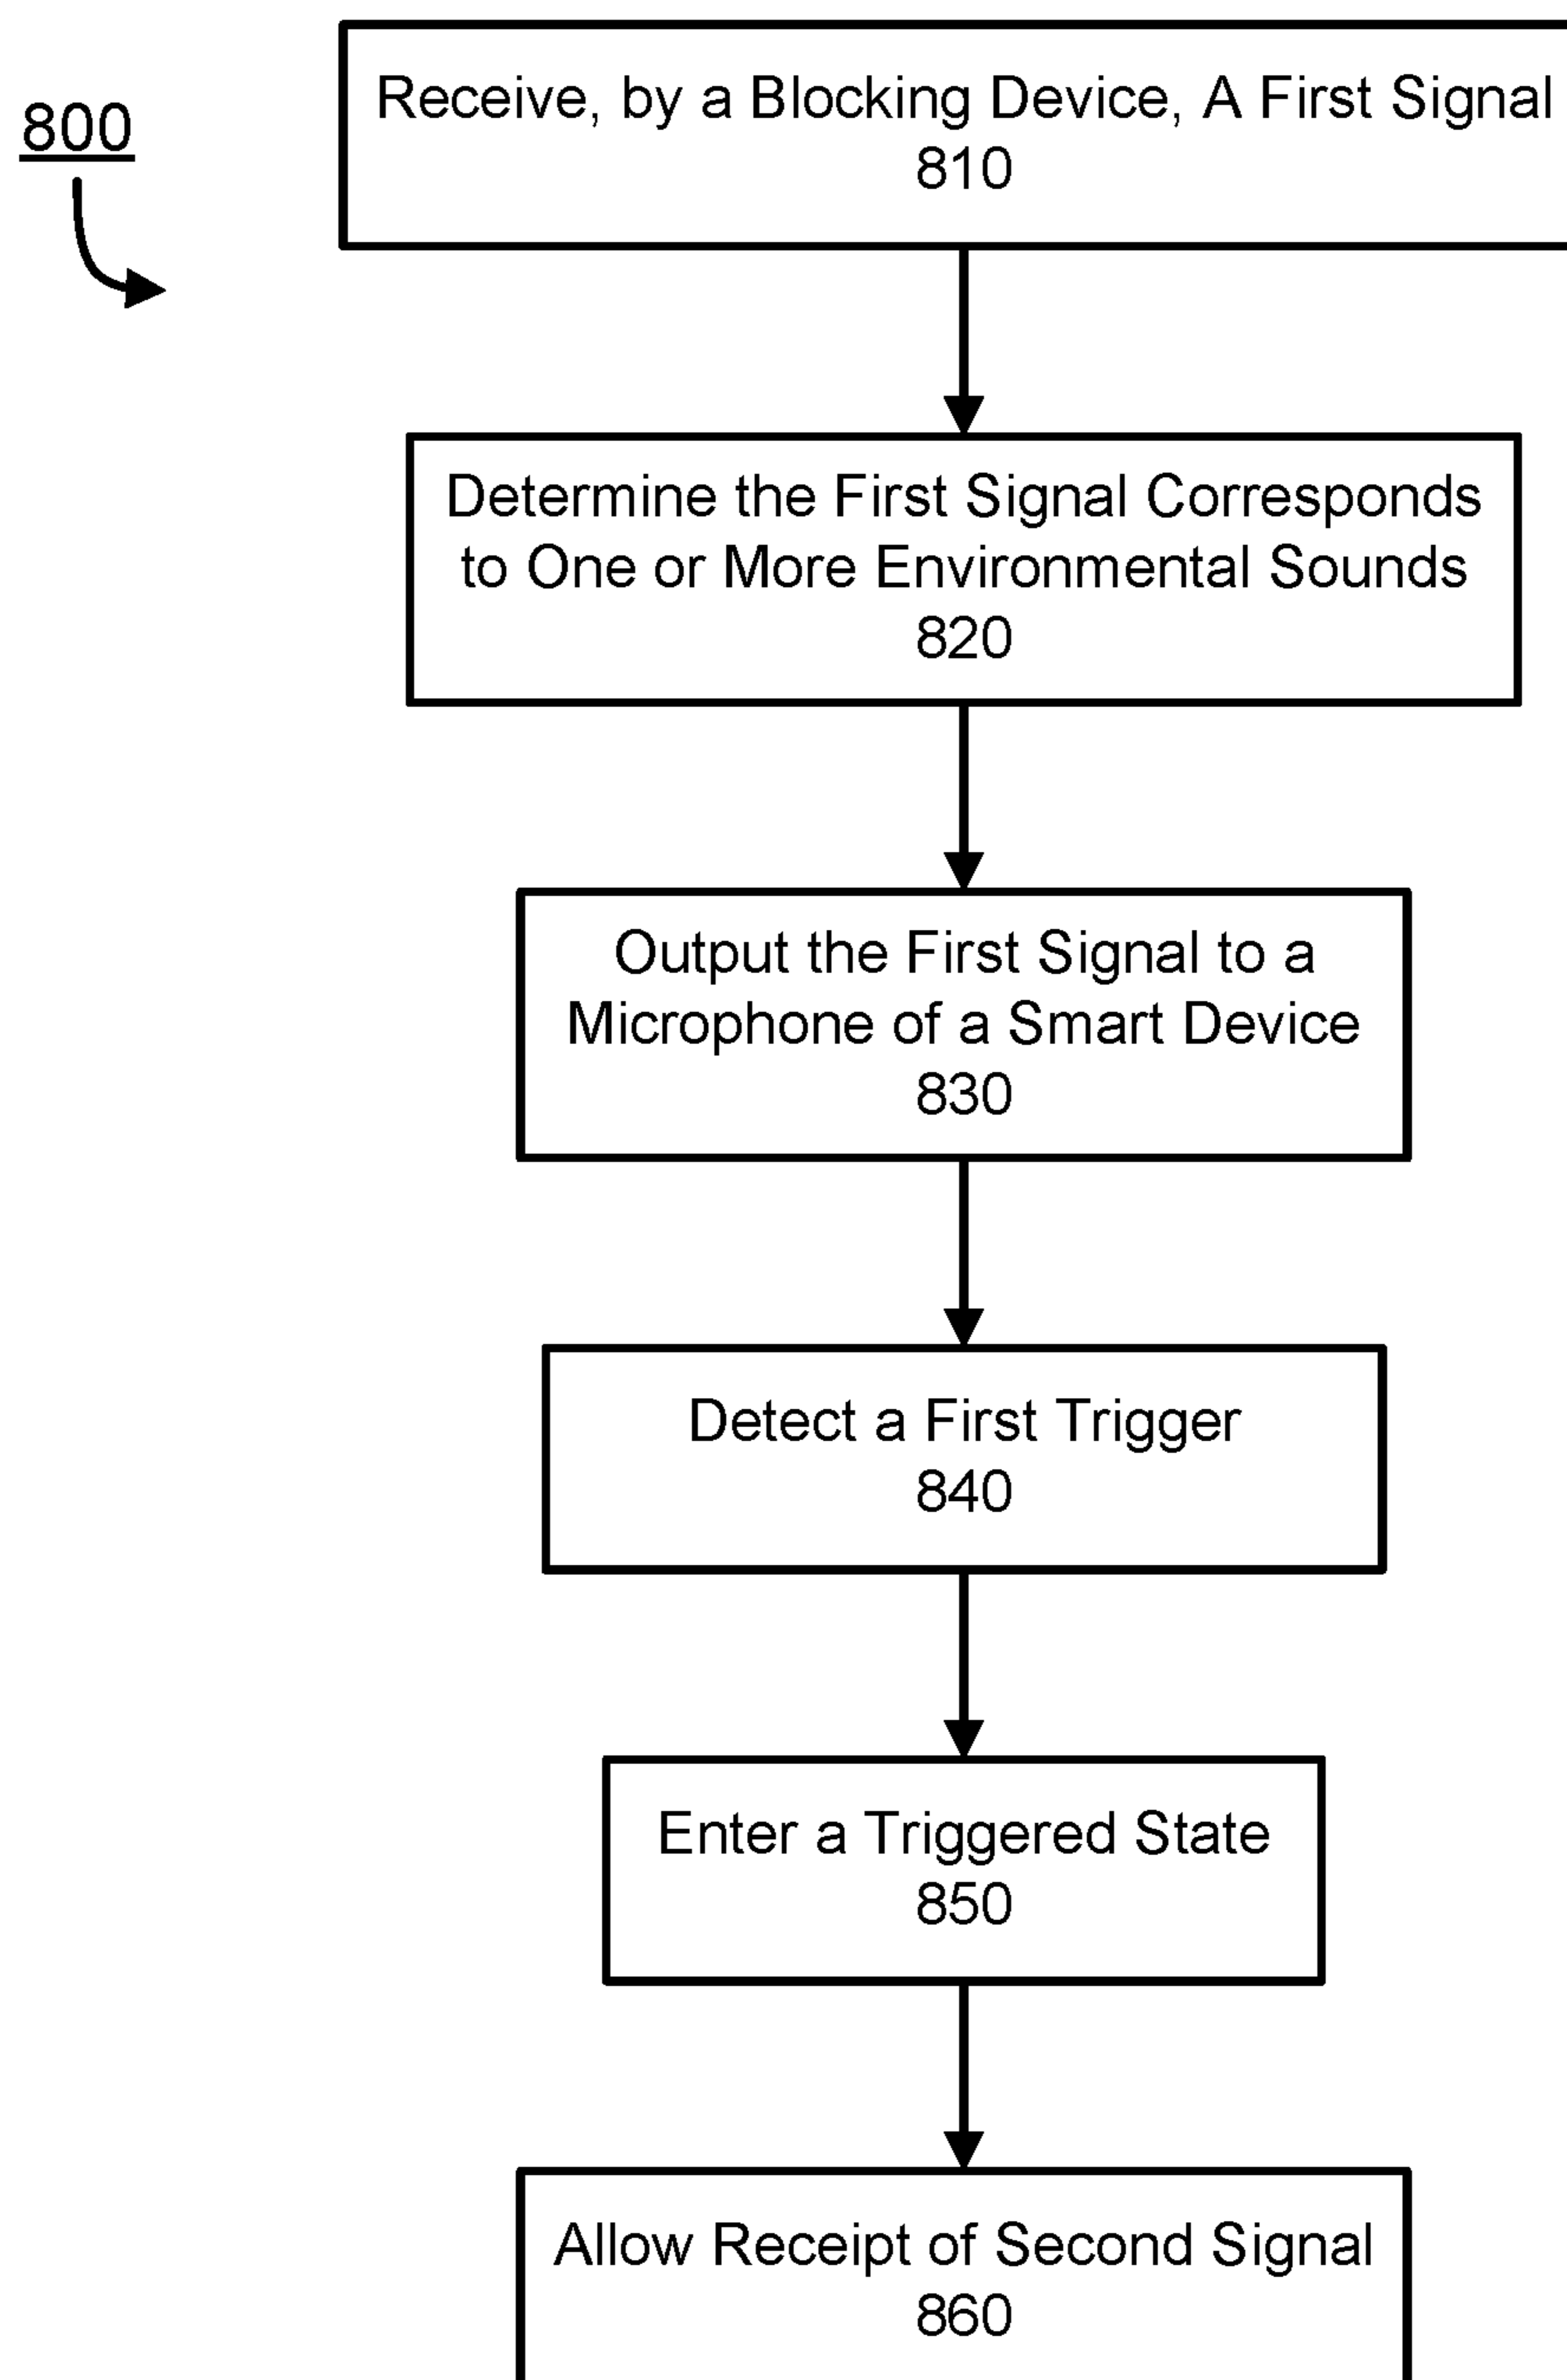 800
Receive, by a Blocking Device, A First Signal
810
Determine the First Signal Corresponds
to One or More Environmental Sounds
820
Output the First Signal to a
Microphone of a Smart Device
830
Detect a First Trigger
840
Enter a Triggered State
850
Allow Receipt of Second Signal
860